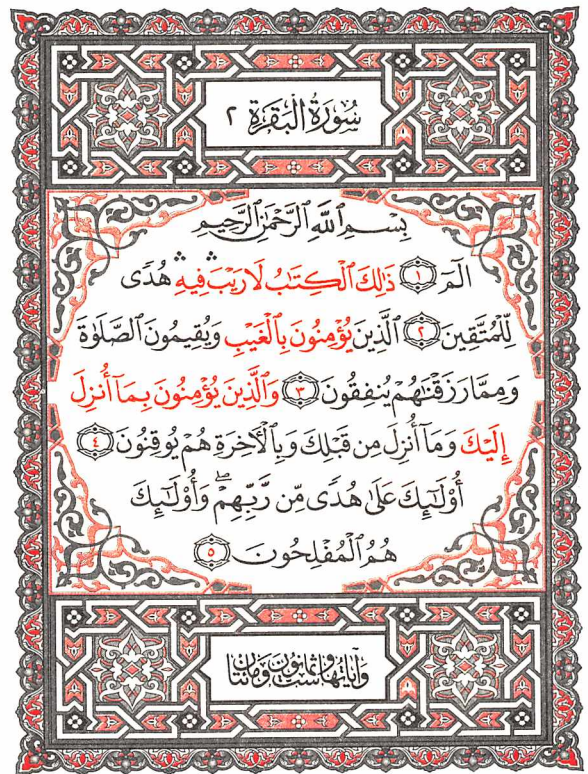 سُورَةُ الْبَقَرَةِ ٢
بِسْمِ ٱللَّهِ ٱلرَّحْمَٰنِ ٱلرَّحِيمِ
الٓمٓ ١ ذَٰلِكَ ٱلْكِتَٰبُ لَا رَيْبَ ۛ فِيهِ ۛ هُدًى
لِّلْمُتَّقِينَ ٢ ٱلَّذِينَ يُؤْمِنُونَ بِٱلْغَيْبِ وَيُقِيمُونَ ٱلصَّلَوٰةَ
وَمِمَّا رَزَقْنَٰهُمْ يُنفِقُونَ ٣ وَٱلَّذِينَ يُؤْمِنُونَ بِمَآ أُنزِلَ
إِلَيْكَ وَمَآ أُنزِلَ مِن قَبْلِكَ وَبِٱلْأَخِرَةِ هُمْ يُوقِنُونَ ٤
أُو۟لَٰٓئِكَ عَلَىٰ هُدًى مِّن رَّبِّهِمْ ۖ وَأُو۟لَٰٓئِكَ
هُمُ ٱلْمُفْلِحُونَ ٥
وَآيَاتُهَا سِتٌّ وَثَمَانُونَ وَمِئَتَانِ